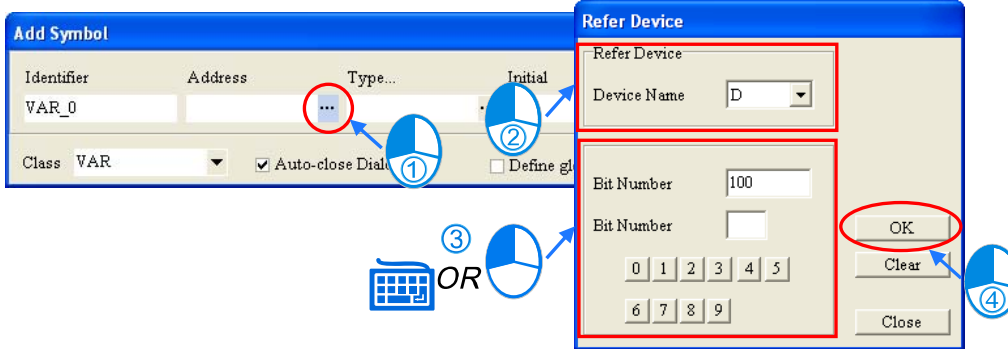 Add Symbol
Identifier Address Type... Initial
VAR_0 ...
Class VAR Auto-close Dialo Define gl
①
Refer Device
Refer Device
Device Name D
②
Bit Number 100
Bit Number
0 1 2 3 4 5
6 7 8 9
③
OR
OK
Clear
Close
④